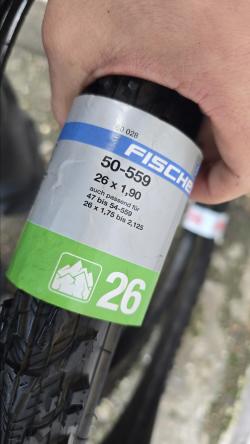 50-559
FISCHE
26 x 1,90
auch passend für
47 bis 54-559
26 x 1,75 bis 2,125
26